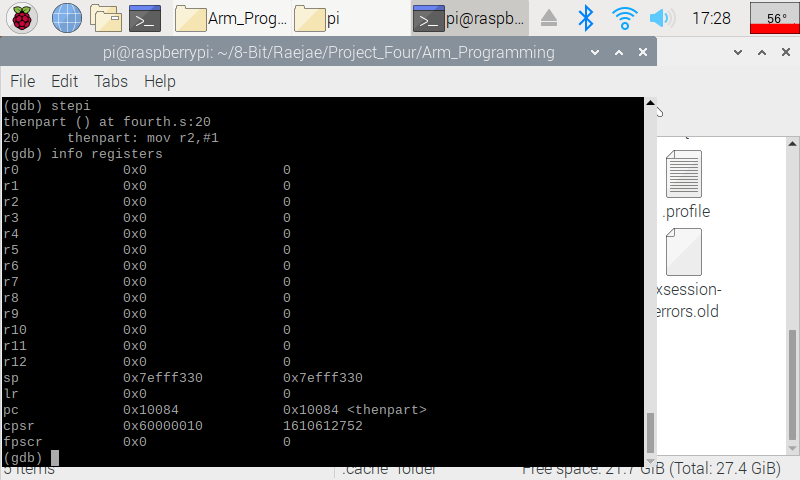 Arm_Prog... pi pi@raspb... 17:28 56°
pi@raspberrypi: ~/8-Bit/Raejae/Project_Four/Arm_Programming
File Edit Tabs Help
(gdb) stepi
thenpart () at fourth.s:20
20      thenpart: mov r2,#1
(gdb) info registers
r0             0x0                 0
r1             0x0                 0
r2             0x0                 0
r3             0x0                 0
r4             0x0                 0
r5             0x0                 0
r6             0x0                 0
r7             0x0                 0
r8             0x0                 0
r9             0x0                 0
r10            0x0                 0
r11            0x0                 0
r12            0x0                 0
sp             0x7efff330          0x7efff330
lr             0x0                 0
pc             0x10084             0x10084 <thenpart>
cpsr           0x60000010          1610612752
fpscr          0x0                 0
(gdb)
.profile
xsession-
errors.old
5 items ".cache" folder Free space: 21.7 GiB (Total: 27.4 GiB)